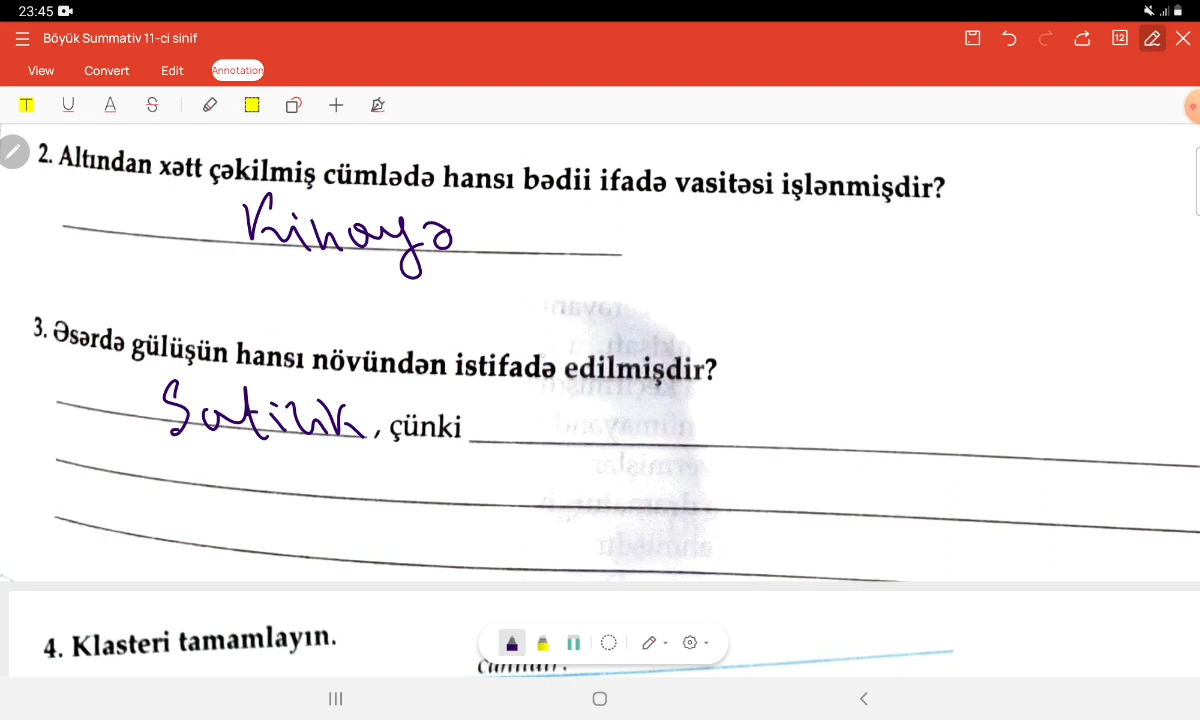 23:45
Böyük Summativ 11-ci sinif
12
View Convert Edit Annotation
T U A S
2. Altından xətt çəkilmiş cümlədə hansı bədii ifadə vasitəsi işlənmişdir?
Kinayə
3. Əsərdə gülüşün hansı növündən istifadə edilmişdir?
Satirik, çünki
4. Klasteri tamamlayın.